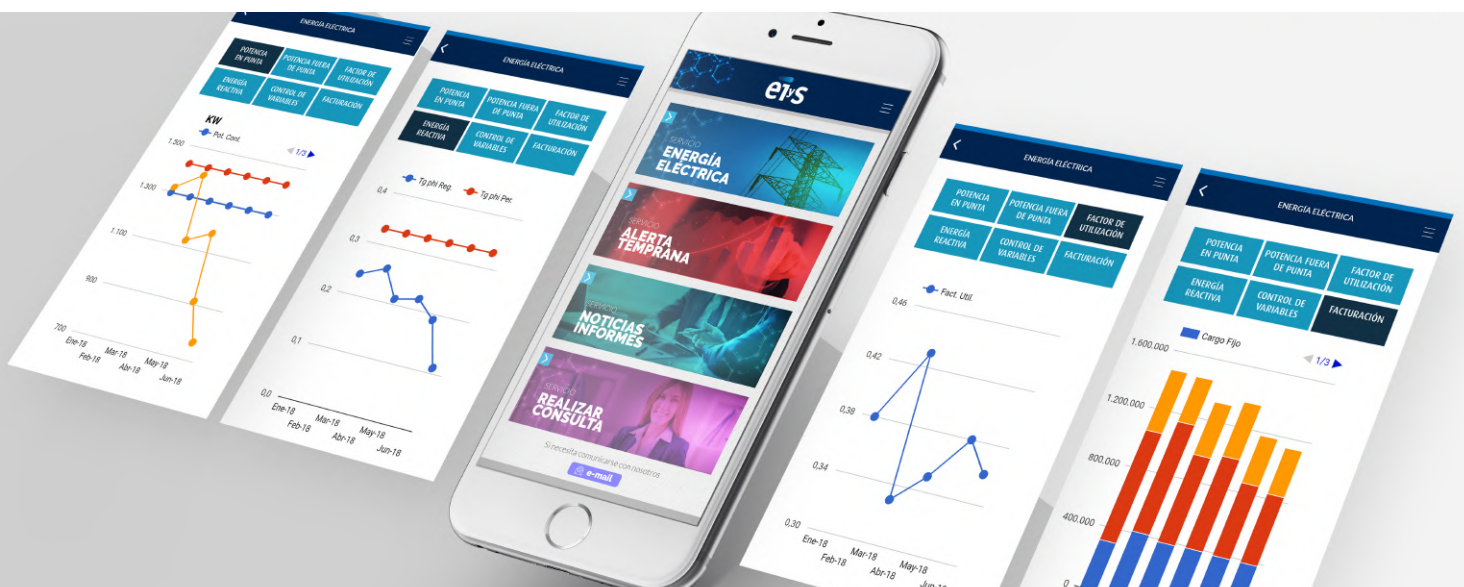 ENERGÍA ELÉCTRICA
POTENCIA
EN PUNTA
POTENCIA FUERA
DE PUNTA
FACTOR DE
UTILIZACIÓN
ENERGÍA
REACTIVA
CONTROL DE
VARIABLES
FACTURACIÓN
KW
Pot. Cont.
1/3
1.500
1.300
1.100
900
700
Ene-18
Feb-18
Mar-18
Abr-18
May-18
Jun-18
ENERGÍA ELÉCTRICA
POTENCIA
EN PUNTA
POTENCIA FUERA
DE PUNTA
FACTOR DE
UTILIZACIÓN
ENERGÍA
REACTIVA
CONTROL DE
VARIABLES
FACTURACIÓN
Tg phi Reg.
Tg phi Per.
0,4
0,3
0,2
0,1
0,0
Ene-18
Feb-18
Mar-18
Abr-18
May-18
Jun-18
eTyS
SERVICIO
ENERGÍA
ELÉCTRICA
SERVICIO
ALERTA
TEMPRANA
SERVICIO
NOTICIAS
INFORMES
SERVICIO
REALIZAR
CONSULTA
Si necesita comunicarse con nosotros
e-mail
ENERGÍA ELÉCTRICA
POTENCIA
EN PUNTA
POTENCIA FUERA
DE PUNTA
FACTOR DE
UTILIZACIÓN
ENERGÍA
REACTIVA
CONTROL DE
VARIABLES
FACTURACIÓN
Fact. Util.
0,46
0,42
0,38
0,34
0,30
Ene-18
Feb-18
Mar-18
Abr-18
May-18
ENERGÍA ELÉCTRICA
POTENCIA
EN PUNTA
POTENCIA FUERA
DE PUNTA
FACTOR DE
UTILIZACIÓN
ENERGÍA
REACTIVA
CONTROL DE
VARIABLES
FACTURACIÓN
Cargo Fijo
1/3
1.600.000
1.200.000
800.000
400.000
0